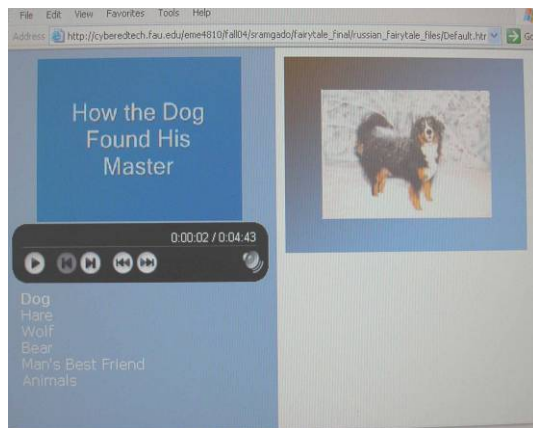 File Edit View Favorites Tools Help
Address http://cyberedtech.fau.edu/eme4810/fall04/sramgado/fairytale_final/russian_fairytale_files/Default.htm Go
How the Dog
Found His
Master
0:00:02 / 0:04:43
Dog
Hare
Wolf
Bear
Man's Best Friend
Animals